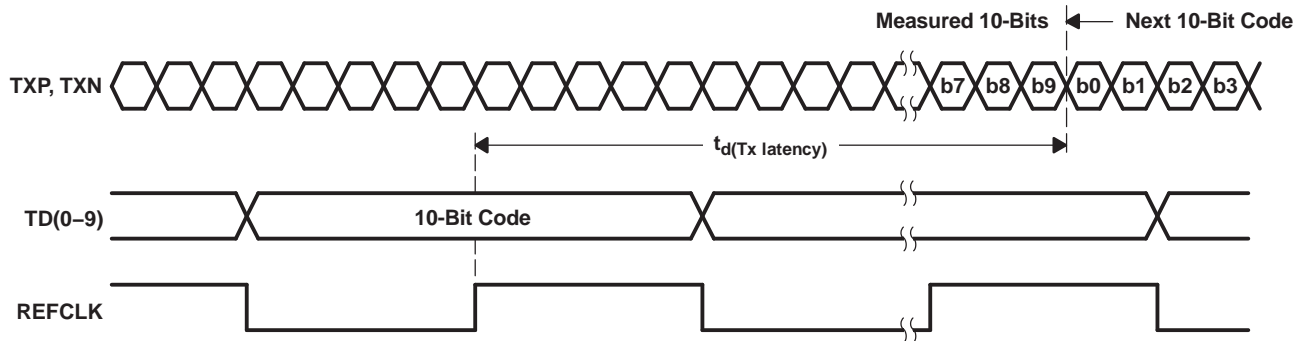 Measured 10-Bits Next 10-Bit Code
TXP, TXN b7 b8 b9 b0 b1 b2 b3
td(Tx latency)
TD(0–9) 10-Bit Code
REFCLK